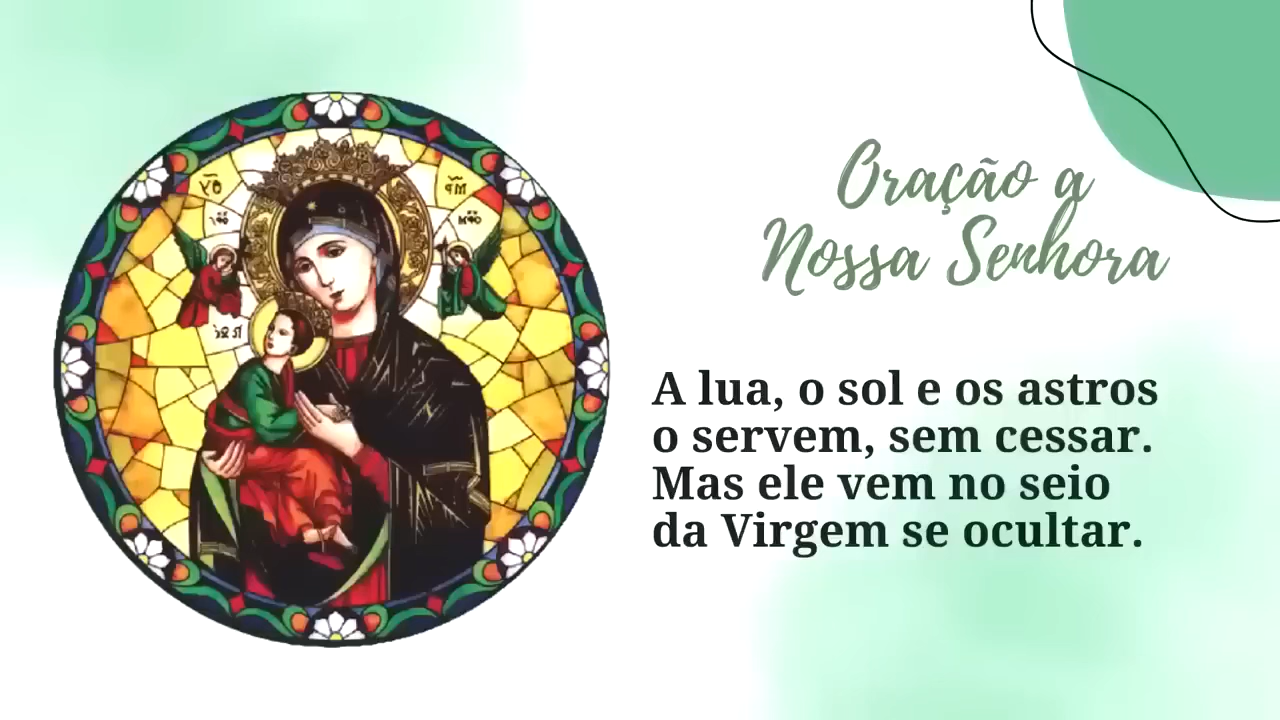 Oração a
Nossa Senhora
A lua, o sol e os astros
o servem, sem cessar.
Mas ele vem no seio
da Virgem se ocultar.